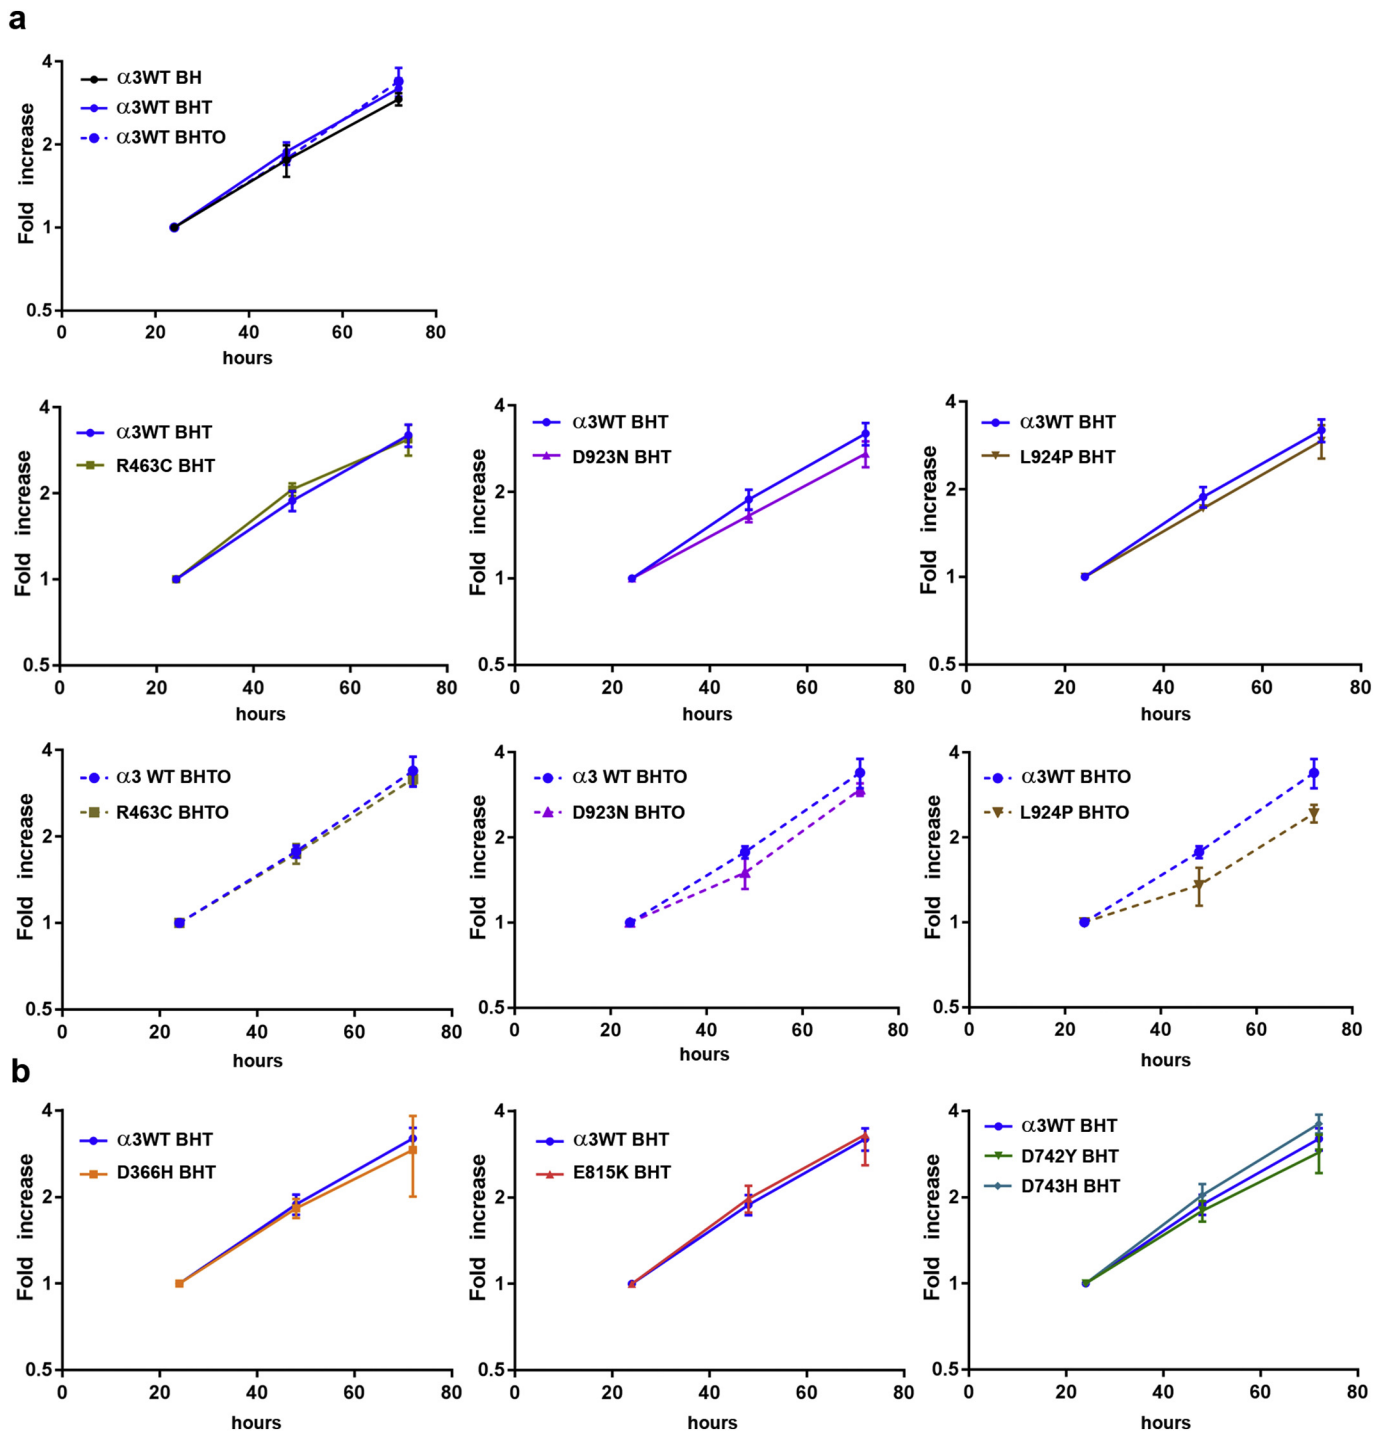 a
4
2
1
0.5
Fold increase
α3WT BH
α3WT BHT
α3WT BHTO
0 20 40 60 80
hours
4
2
1
0.5
Fold increase
α3WT BHT
R463C BHT
0 20 40 60 80
hours
4
2
1
0.5
Fold increase
α3WT BHT
D923N BHT
0 20 40 60 80
hours
4
2
1
0.5
Fold increase
α3WT BHT
L924P BHT
0 20 40 60 80
hours
4
2
1
0.5
Fold increase
α3 WT BHTO
R463C BHTO
0 20 40 60 80
hours
4
2
1
0.5
Fold increase
α3 WT BHTO
D923N BHTO
0 20 40 60 80
hours
4
2
1
0.5
Fold increase
α3WT BHTO
L924P BHTO
0 20 40 60 80
hours
b
4
2
1
0.5
Fold increase
α3WT BHT
D366H BHT
0 20 40 60 80
hours
4
2
1
0.5
Fold increase
α3WT BHT
E815K BHT
0 20 40 60 80
hours
4
2
1
0.5
Fold increase
α3WT BHT
D742Y BHT
D743H BHT
0 20 40 60 80
hours